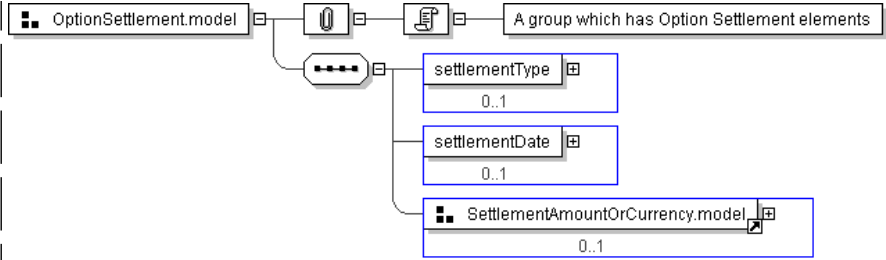 OptionSettlement.model
A group which has Option Settlement elements
settlementType
0..1
settlementDate
0..1
SettlementAmountOrCurrency.model
0..1